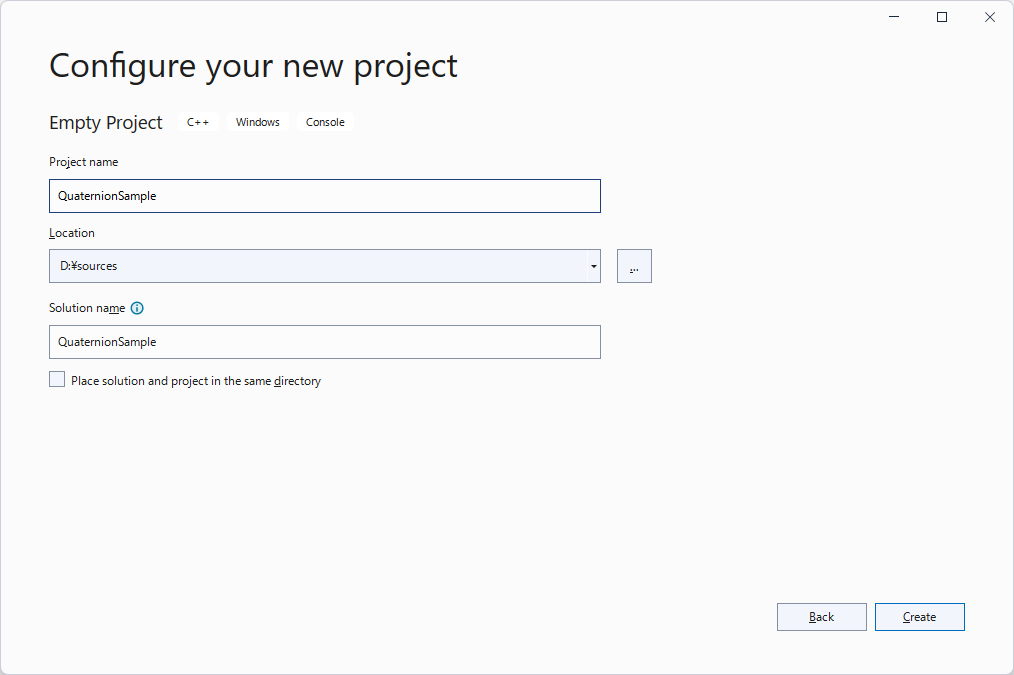 Configure your new project
Empty Project C++ Windows Console
Project name
QuaternionSample
Location
D:¥sources
...
Solution name
QuaternionSample
Place solution and project in the same directory
Back Create